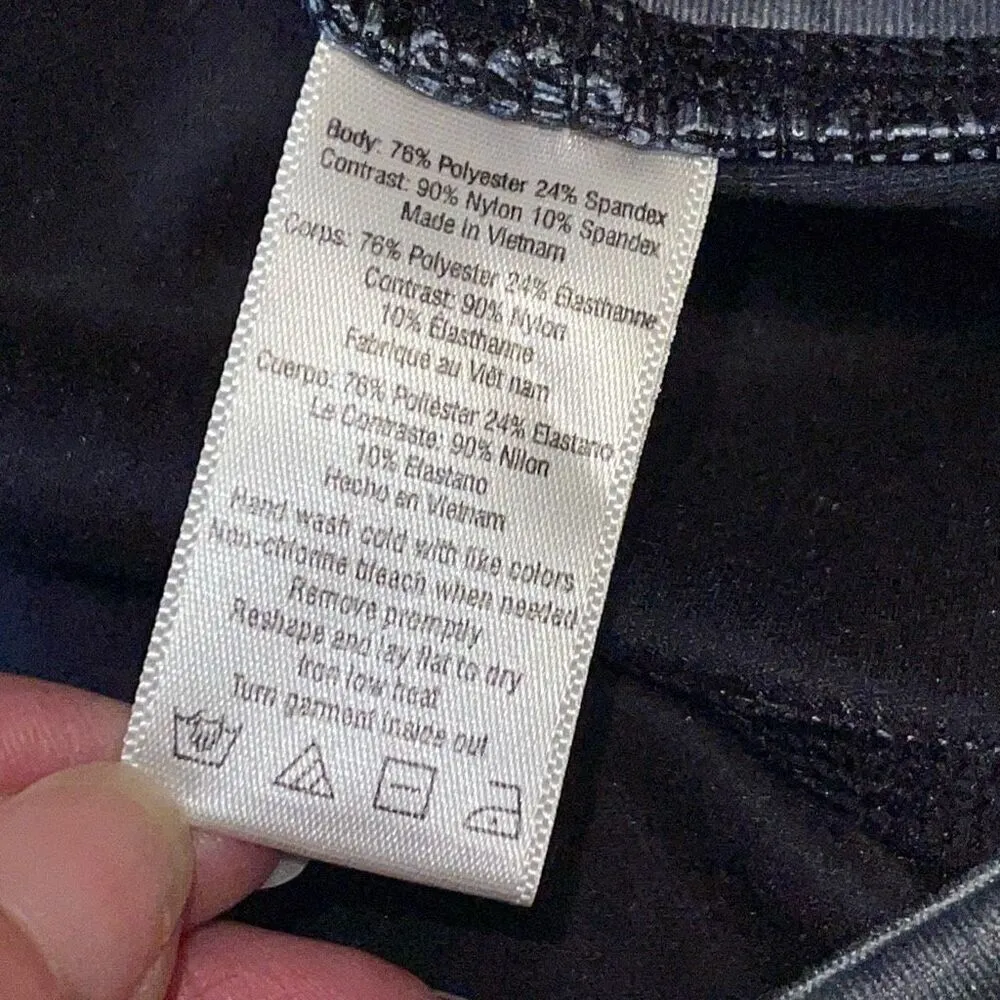 Body: 76% Polyester 24% Spandex
Contrast: 90% Nylon 10% Spandex
Made In Vietnam
Corps: 76% Polyester 24% Élasthanne
Contrast: 90% Nylon
10% Élasthanne
Fabriqué au Viêt nam
Cuerpo: 76% Poliéster 24% Elastano
Le Contraste: 90% Nilon
10% Elastano
Hecho en Vietnam
Hand wash cold with like colors
Non-chlorine bleach when needed
Remove promptly
Reshape and lay flat to dry
Iron low heat
Turn garment inside out